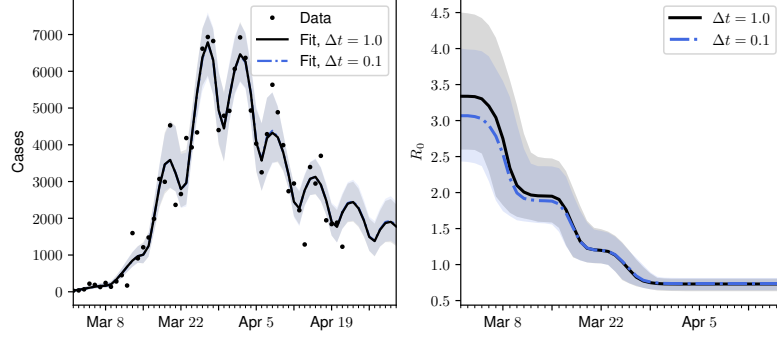 Cases
7000
6000
5000
4000
3000
2000
1000
0
Mar 8
Mar 22
Apr 5
Apr 19
Data
Fit, Δt = 1.0
Fit, Δt = 0.1
R₀
4.5
4.0
3.5
3.0
2.5
2.0
1.5
1.0
0.5
Mar 8
Mar 22
Apr 5
Δt = 1.0
Δt = 0.1